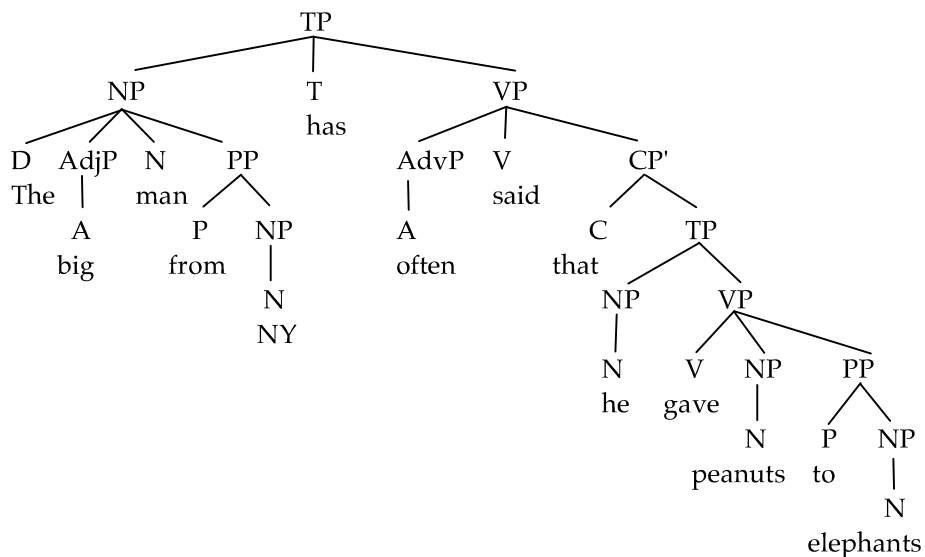 TP
NP T VP
has
D AdjP N PP AdvP V CP'
The man said
A P NP A C TP
big from often that
N NP VP
NY
N V NP PP
he gave
N P NP
peanuts to
N
elephants